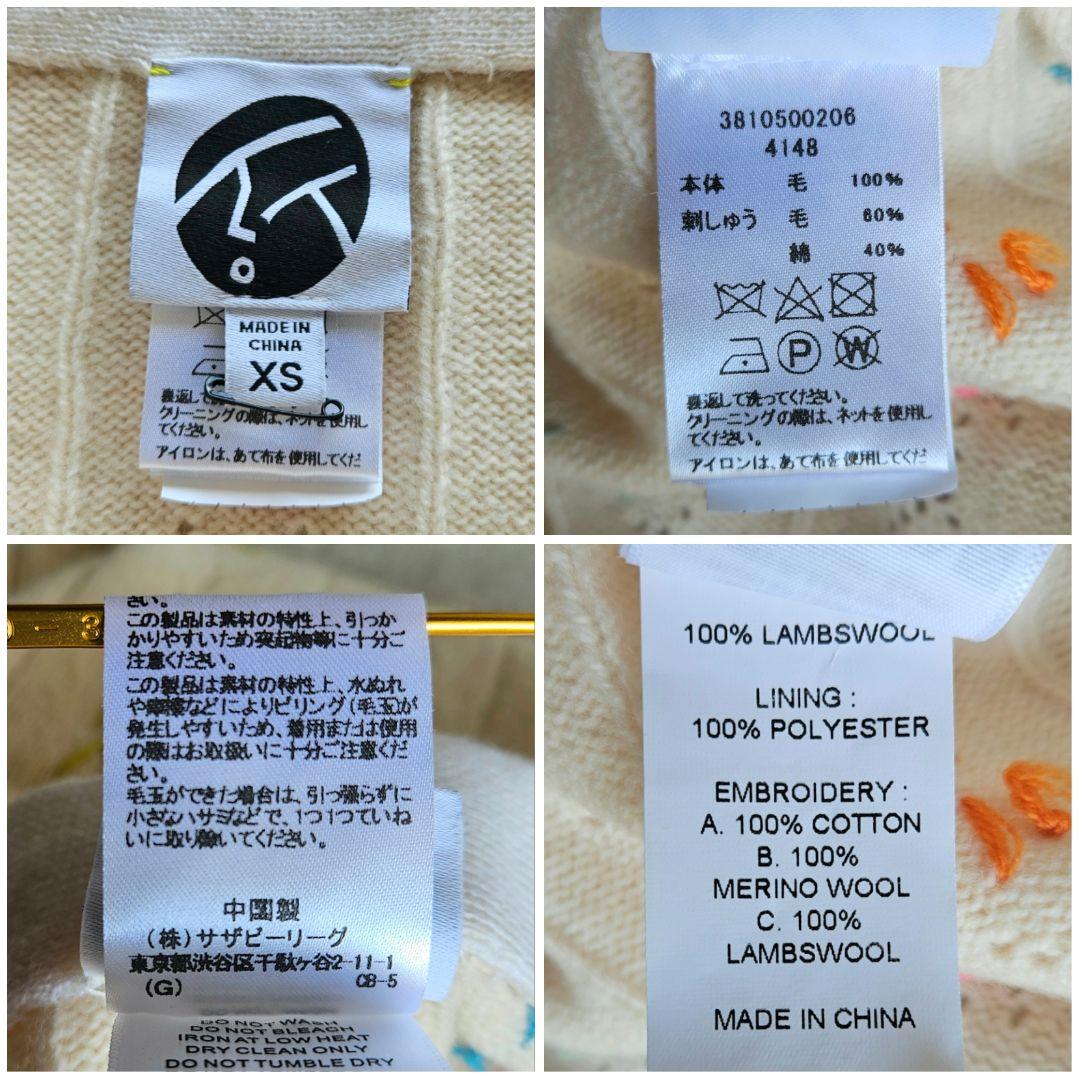 MADE IN
CHINA
XS
裏返して
クリーニングの際は、ネットを使用し
てください。
アイロンは、あて布を使用してくだ
3810500206
4148
本体 毛 100%
刺しゅう 毛 60%
綿 40%
P
W
裏返して洗ってください。
クリーニングの際は、ネットを使用し
てください。
アイロンは、あて布を使用してくだ
3
さい。
この製品は素材の特性上、引っか
かりやすいため突起物等に十分ご
注意ください。
この製品は素材の特性上、水ぬれ
や摩擦などによりピリング(毛玉)が
発生しやすいため、着用または使用
の際はお取扱いに十分ご注意くだ
さい。
毛玉ができた場合は、引っ張らずに
小さなハサミなどで、1つ1つていね
いに取り除いてください。
中国製
(株)サザビーリーグ
東京都渋谷区千駄ヶ谷2-11-1
(G) CB-5
DO NOT WASH
DO NOT BLEACH
IRON AT LOW HEAT
DRY CLEAN ONLY
DO NOT TUMBLE DRY
100% LAMBSWOOL
LINING :
100% POLYESTER
EMBROIDERY :
A. 100% COTTON
B. 100%
MERINO WOOL
C. 100%
LAMBSWOOL
MADE IN CHINA